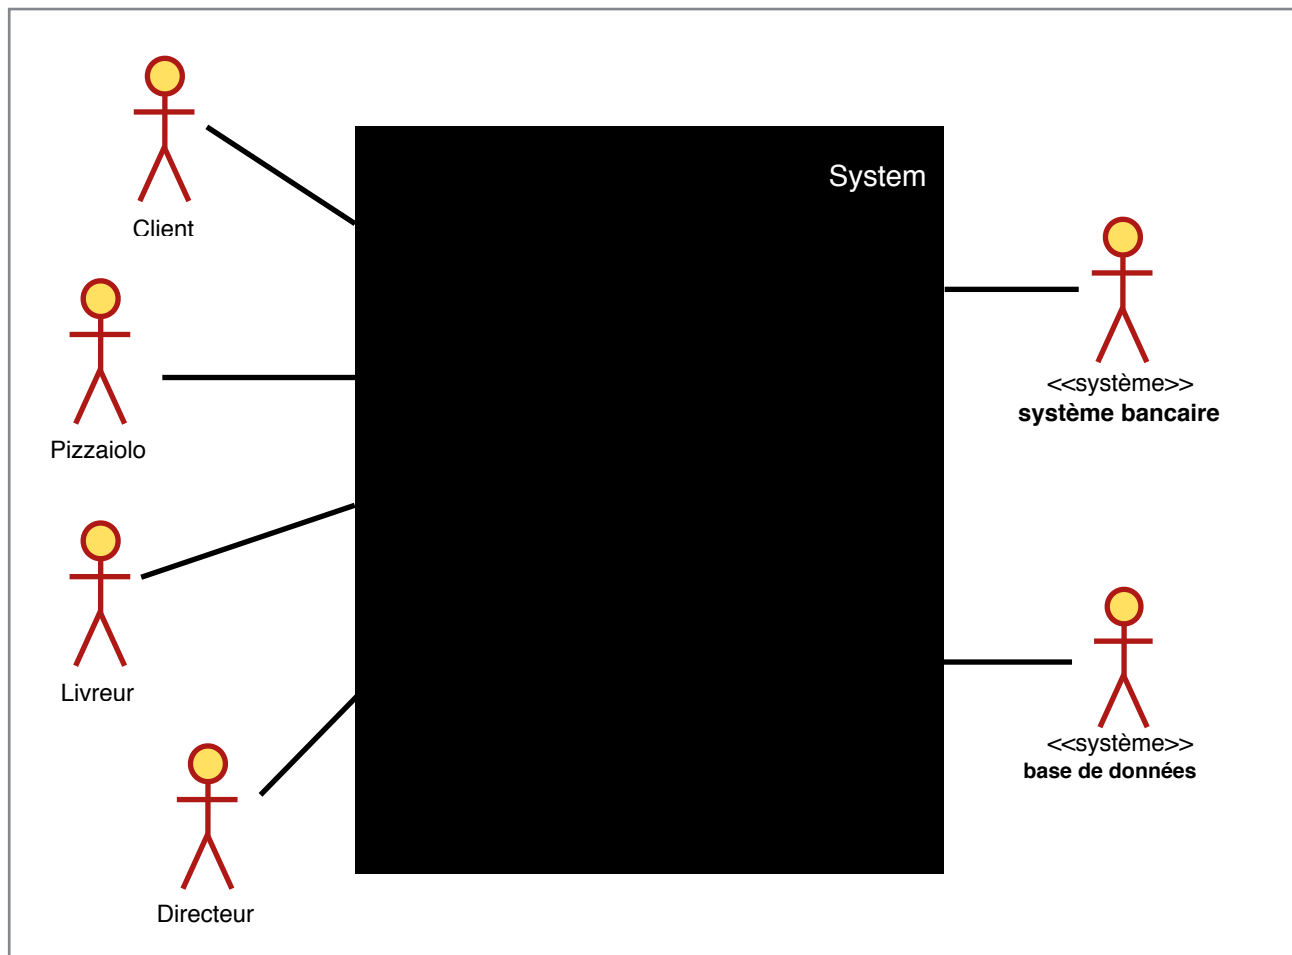 Client
System
Pizzaiolo
<<système>>
système bancaire
Livreur
<<système>>
base de données
Directeur